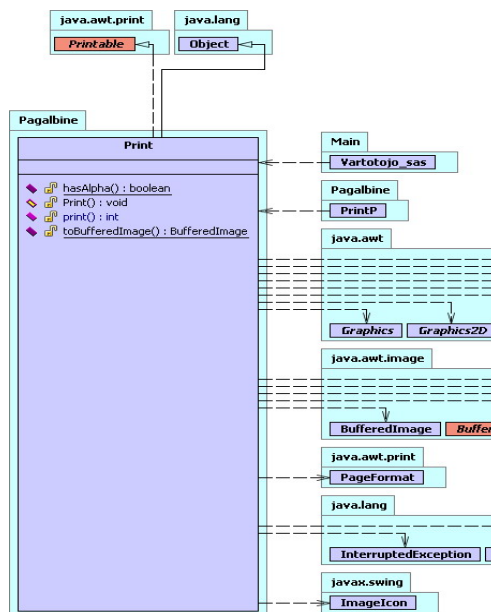 java.awt.print
java.lang
Printable
Object
Pagalbine
Print
hasAlpha() : boolean
Print() : void
print() : int
toBufferedImage() : BufferedImage
Main
Vartotojo_sas
Pagalbine
PrintP
java.awt
Graphics
Graphics2D
java.awt.image
BufferedImage
Buffe
java.awt.print
PageFormat
java.lang
InterruptedException
javax.swing
ImageIcon